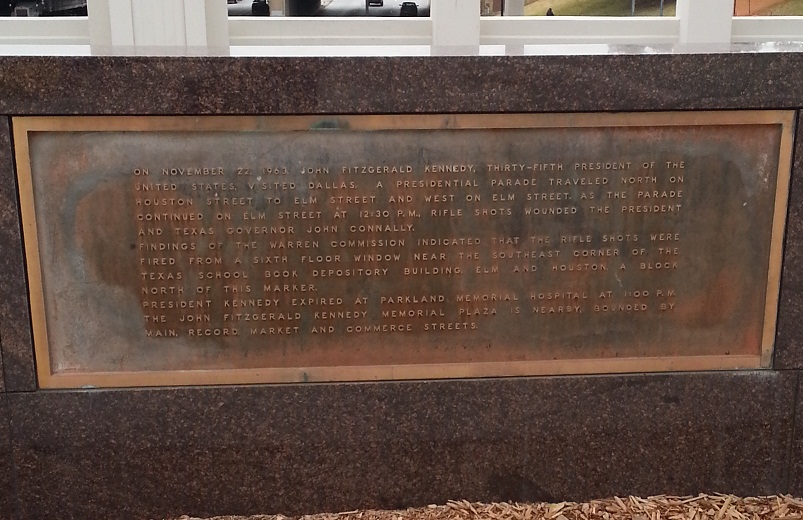 ON NOVEMBER 22, 1963, JOHN FITZGERALD KENNEDY, THIRTY-FIFTH PRESIDENT OF THE
UNITED STATES, VISITED DALLAS. A PRESIDENTIAL PARADE TRAVELED NORTH ON
HOUSTON STREET TO ELM STREET AND WEST ON ELM STREET. AS THE PARADE
CONTINUED ON ELM STREET AT 12:30 P.M., RIFLE SHOTS WOUNDED THE PRESIDENT
AND TEXAS GOVERNOR JOHN CONNALLY.
FINDINGS OF THE WARREN COMMISSION INDICATED THAT THE RIFLE SHOTS WERE
FIRED FROM A SIXTH FLOOR WINDOW NEAR THE SOUTHEAST CORNER OF THE
TEXAS SCHOOL BOOK DEPOSITORY BUILDING, ELM AND HOUSTON, A BLOCK
NORTH OF THIS MARKER.
PRESIDENT KENNEDY EXPIRED AT PARKLAND MEMORIAL HOSPITAL AT 1:00 P.M.
THE JOHN FITZGERALD KENNEDY MEMORIAL PLAZA IS NEARBY, BOUNDED BY
MAIN, RECORD, MARKET AND COMMERCE STREETS.